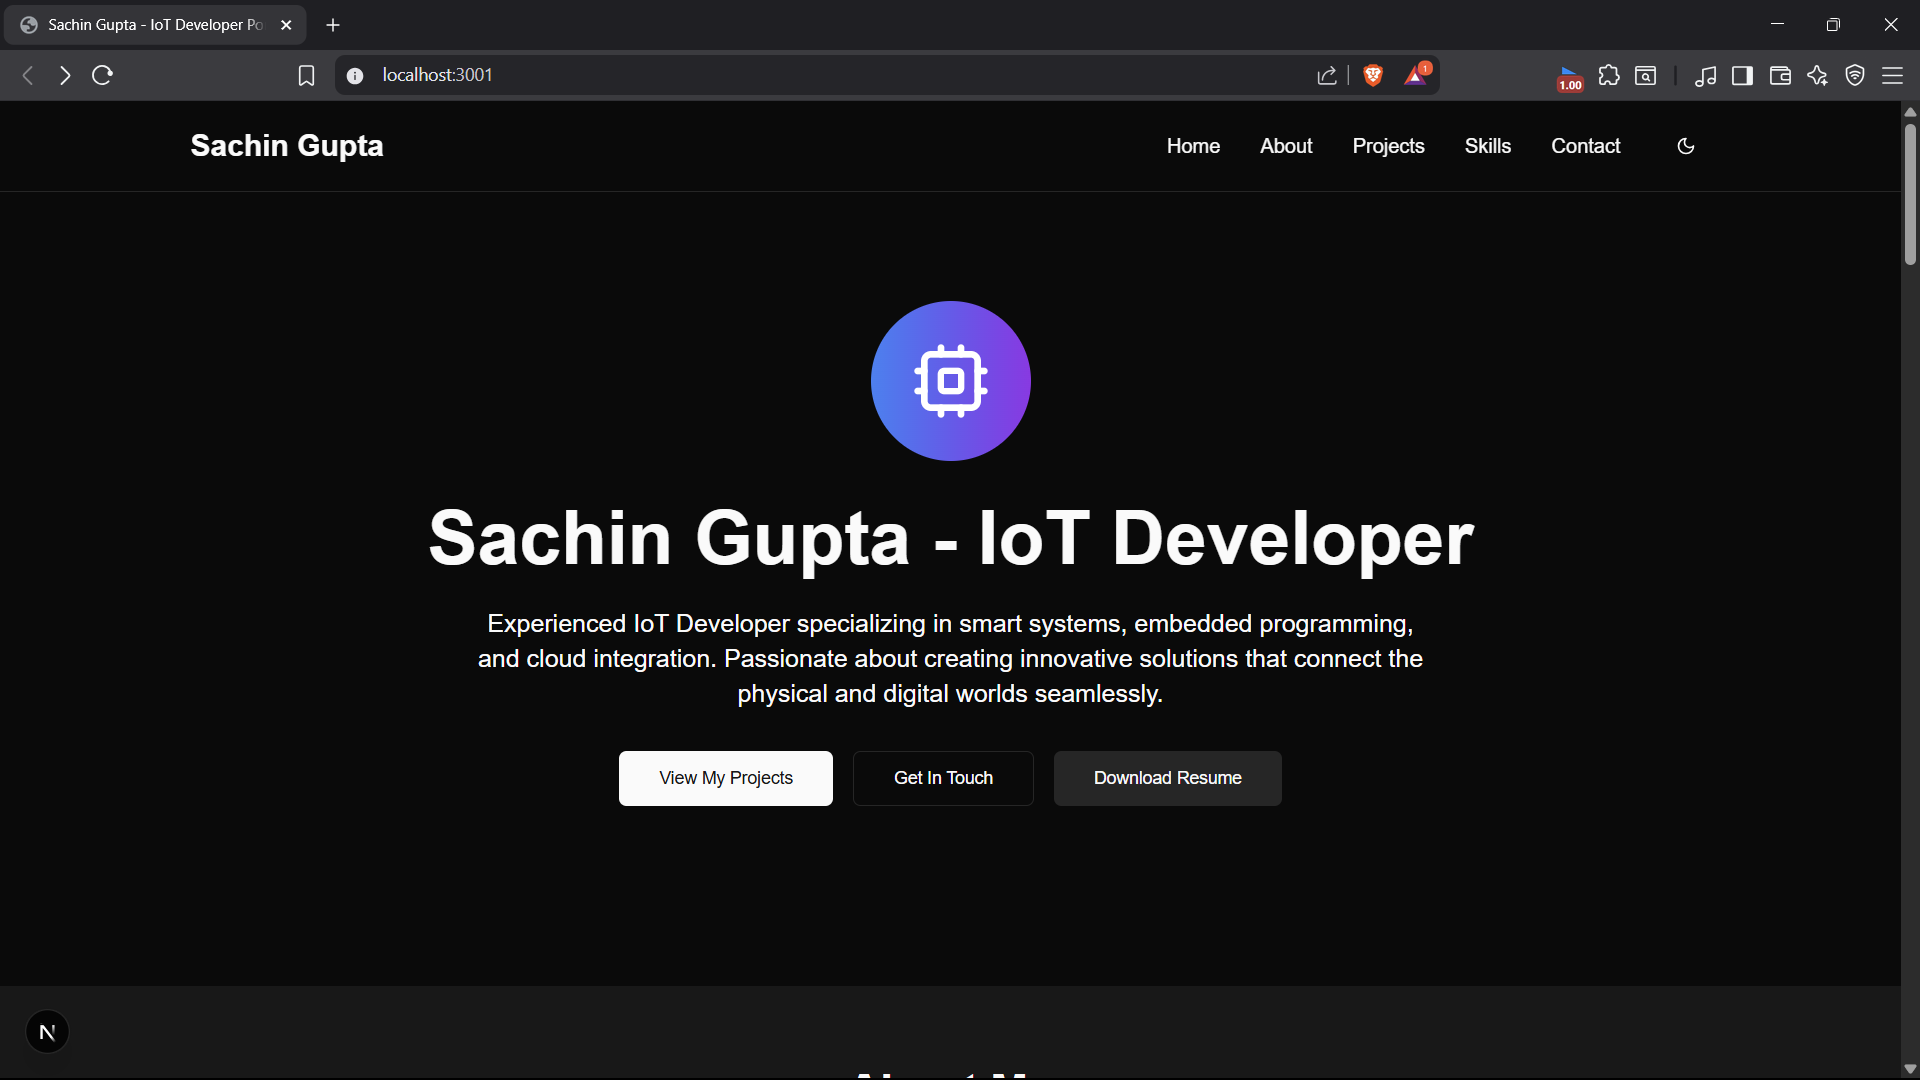 Sachin Gupta - IoT Developer Po
localhost:3001
1
1.00
Sachin Gupta
Home
About
Projects
Skills
Contact
Sachin Gupta - IoT Developer
Experienced IoT Developer specializing in smart systems, embedded programming,
and cloud integration. Passionate about creating innovative solutions that connect the
physical and digital worlds seamlessly.
View My Projects
Get In Touch
Download Resume
N